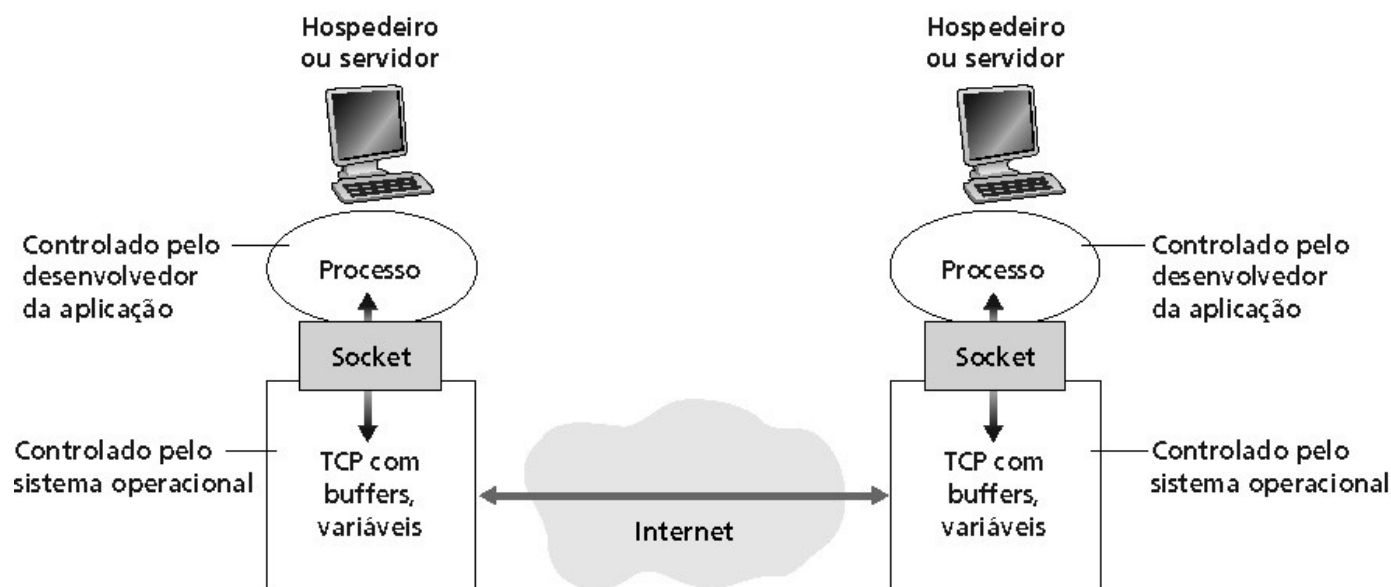 Hospedeiro
ou servidor
Hospedeiro
ou servidor
Controlado pelo
desenvolvedor
da aplicação
Processo
Processo
Controlado pelo
desenvolvedor
da aplicação
Socket
Socket
Controlado pelo
sistema operacional
TCP com
buffers,
variáveis
Internet
TCP com
buffers,
variáveis
Controlado pelo
sistema operacional